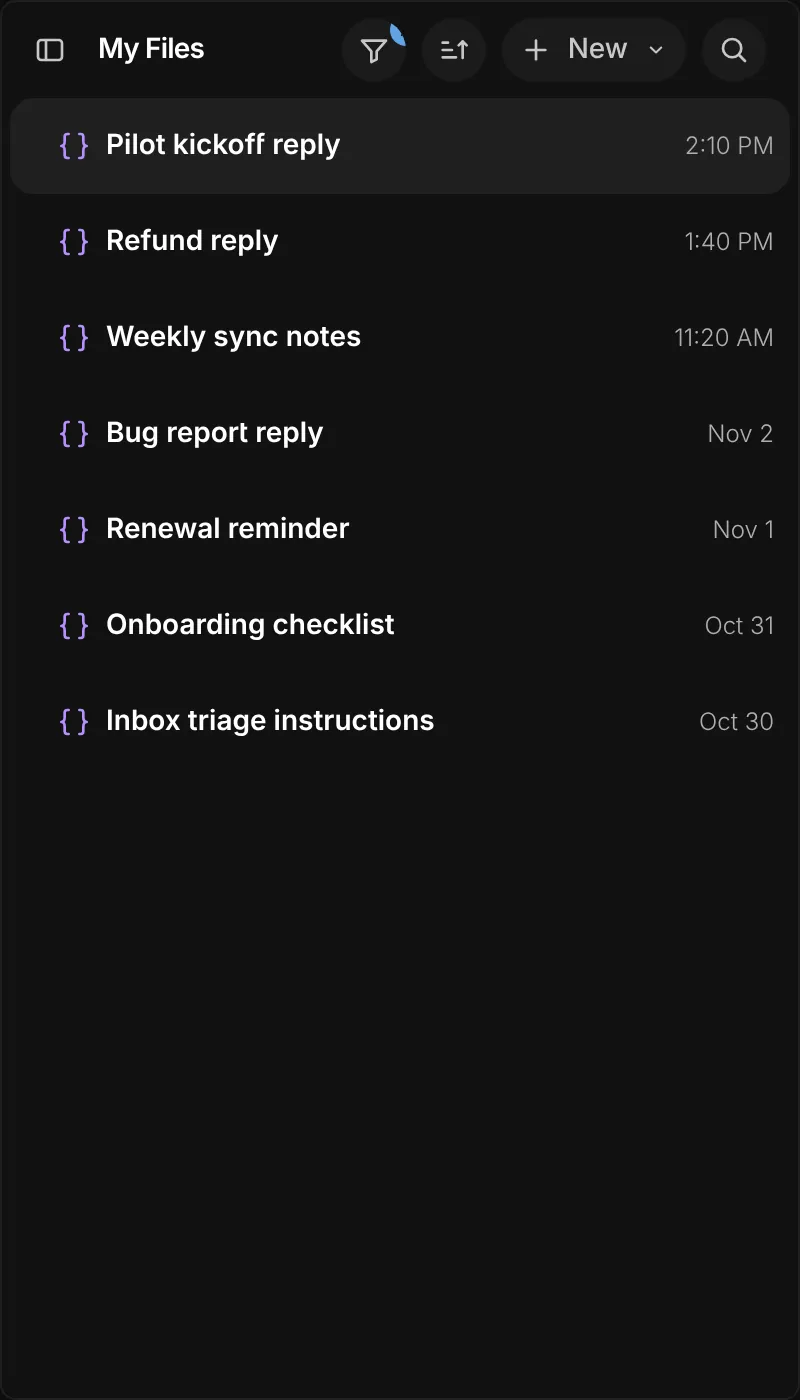 My Files
New
{ } Pilot kickoff reply 2:10 PM
{ } Refund reply 1:40 PM
{ } Weekly sync notes 11:20 AM
{ } Bug report reply Nov 2
{ } Renewal reminder Nov 1
{ } Onboarding checklist Oct 31
{ } Inbox triage instructions Oct 30